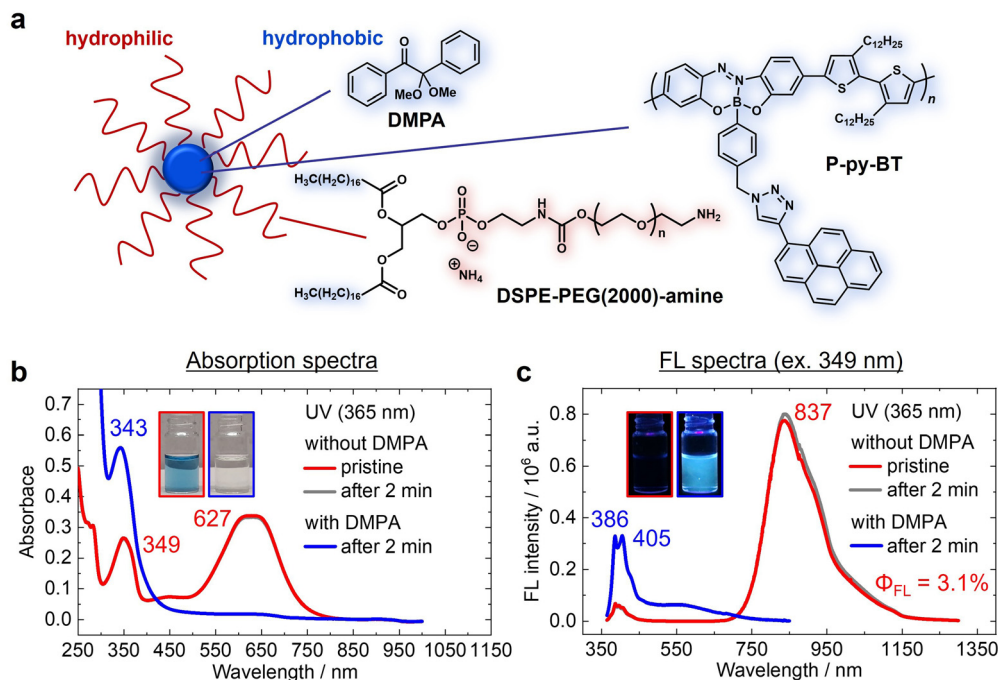 a
hydrophilic
hydrophobic
O
MeO OMe
DMPA
N
N
B
O O
S
S
C₁₂H₂₅
C₁₂H₂₅
n
P-py-BT
N N
N
H₃C(H₂C)₁₆
O
O
O
O P O
O
⊖
⊕
NH₄
H
N
O
O
O
n
NH₂
O
H₃C(H₂C)₁₆
O
DSPE-PEG(2000)-amine
b
Absorption spectra
Absorbace
0.7
0.6
0.5
0.4
0.3
0.2
0.1
0.0
343
349
627
UV (365 nm)
without DMPA
pristine
after 2 min
with DMPA
after 2 min
250 350 450 550 650 750 850 950 1050 1150
Wavelength / nm
c
FL spectra (ex. 349 nm)
FL intensity / 10⁶ a.u.
0.8
0.6
0.4
0.2
0.0
386
405
837
UV (365 nm)
without DMPA
pristine
after 2 min
with DMPA
after 2 min
Φ_FL = 3.1%
350 550 750 950 1150 1350
Wavelength / nm